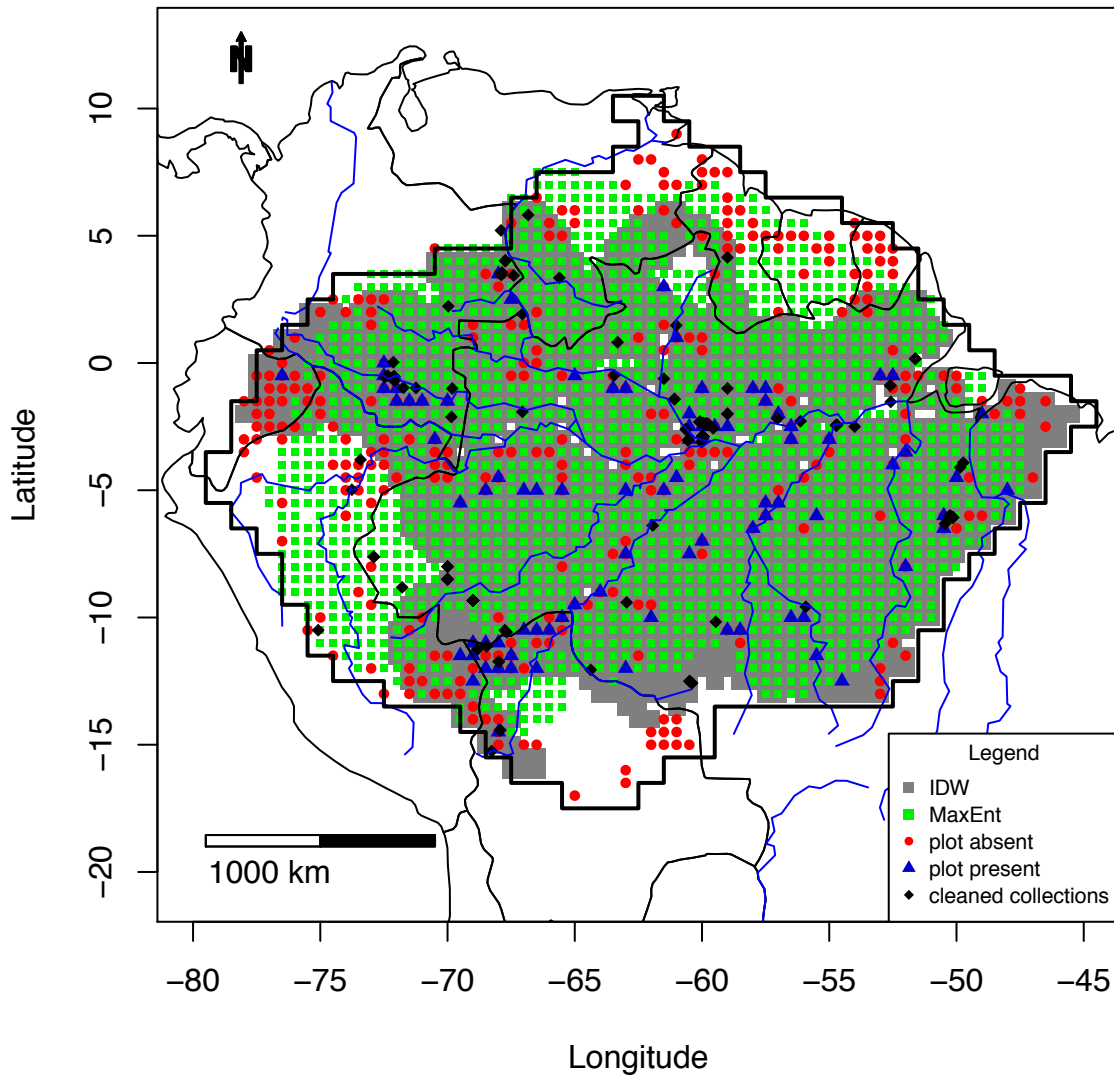 N
10
5
0
−5
−10
−15
−20
Latitude
1000 km
Legend
IDW
MaxEnt
plot absent
plot present
cleaned collections
−80 −75 −70 −65 −60 −55 −50 −45
Longitude